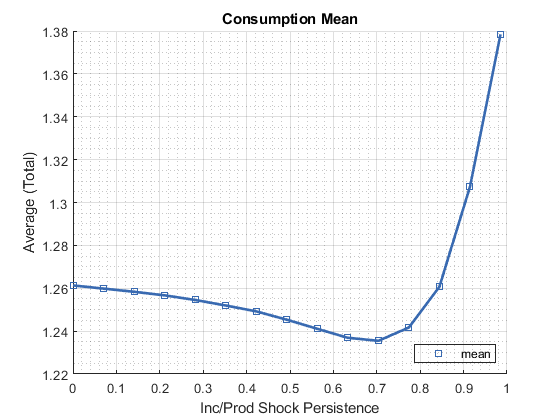 Consumption Mean
Average (Total)
1.38
1.36
1.34
1.32
1.3
1.28
1.26
1.24
1.22
mean
0 0.1 0.2 0.3 0.4 0.5 0.6 0.7 0.8 0.9 1
Inc/Prod Shock Persistence